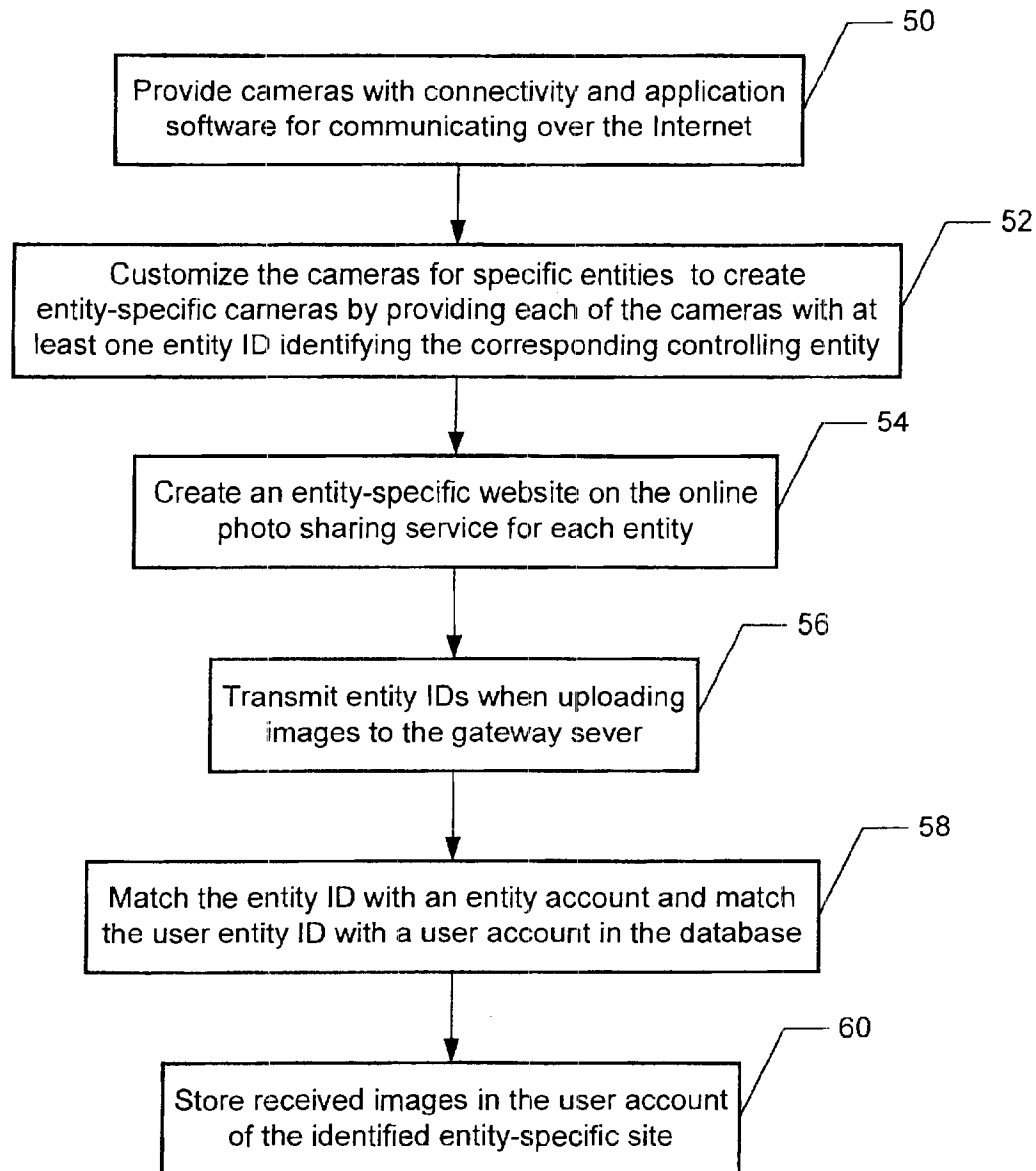 50
Provide cameras with connectivity and application
software for communicating over the Internet
52
Customize the cameras for specific entities to create
entity-specific cameras by providing each of the cameras with at
least one entity ID identifying the corresponding controlling entity
54
Create an entity-specific website on the online
photo sharing service for each entity
56
Transmit entity IDs when uploading
images to the gateway sever
58
Match the entity ID with an entity account and match
the user entity ID with a user account in the database
60
Store received images in the user account
of the identified entity-specific site